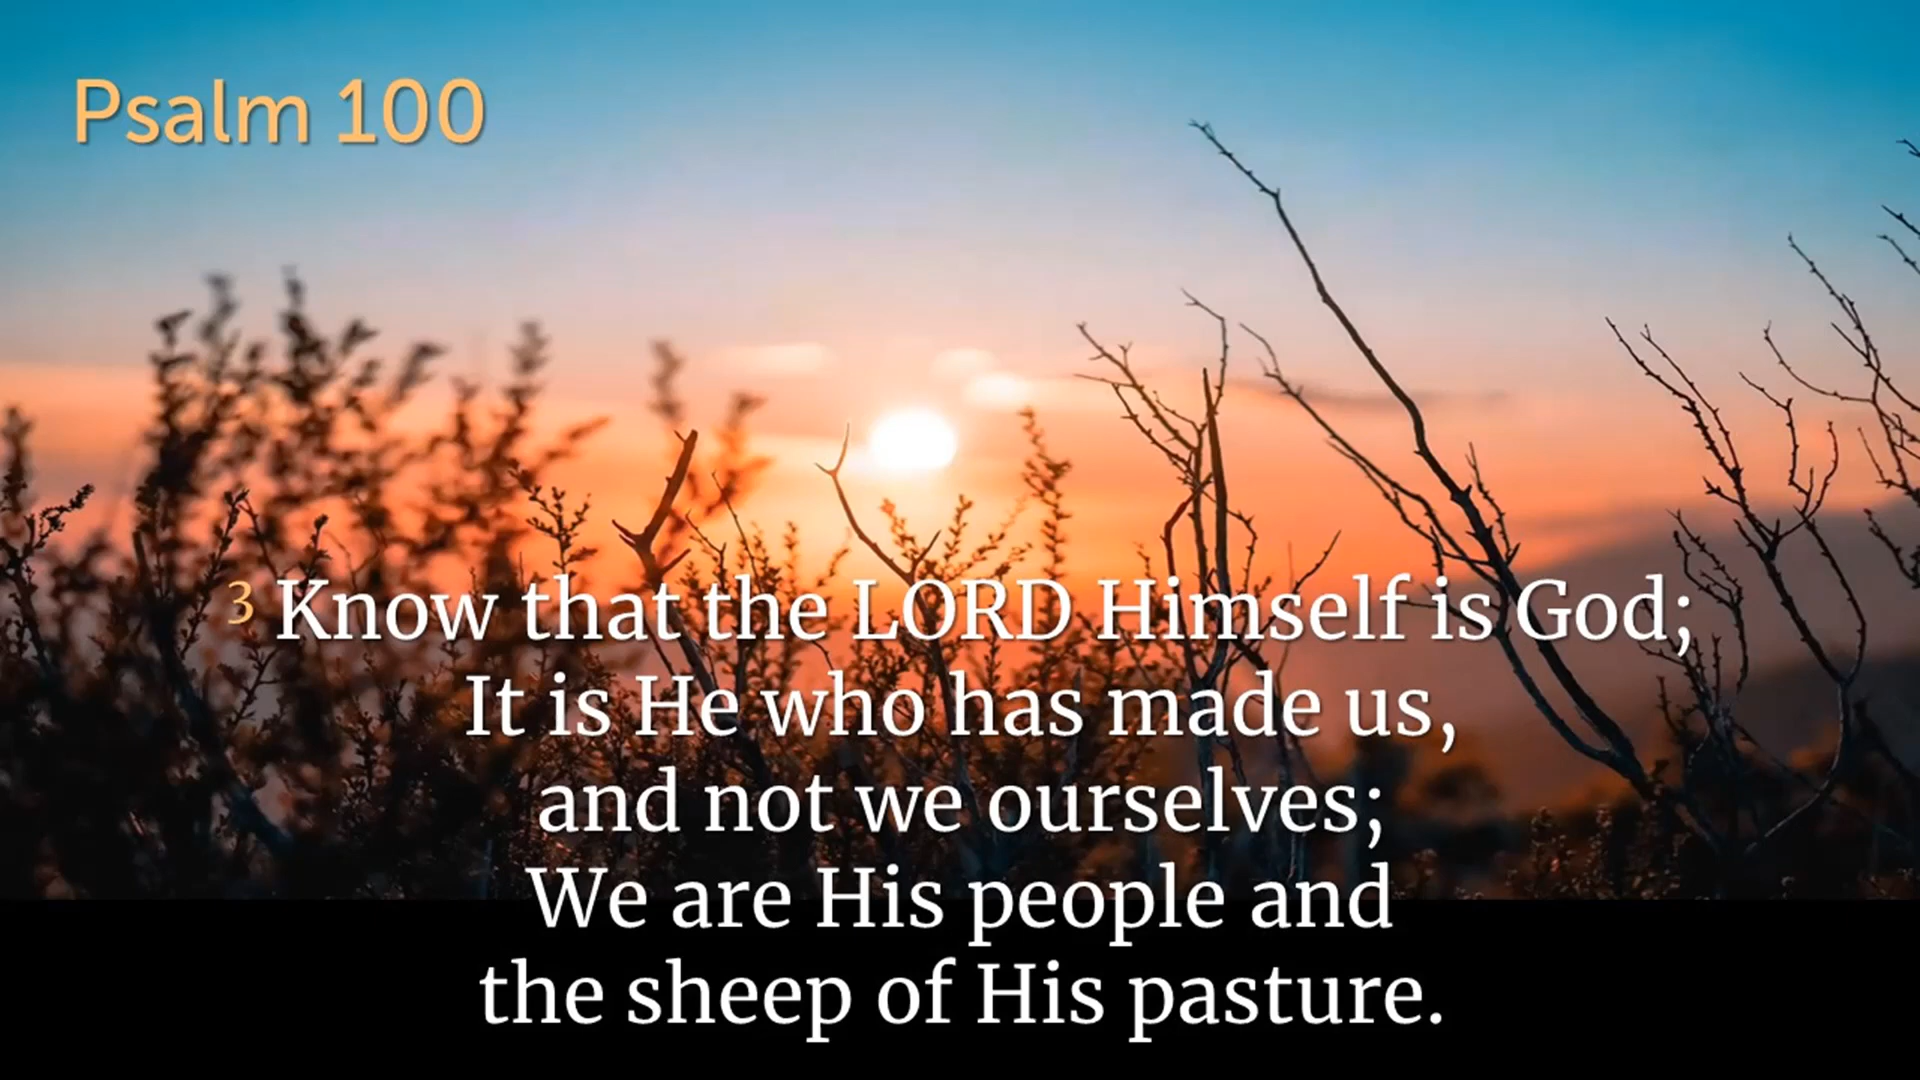 Psalm 100
3 Know that the LORD Himself is God;
It is He who has made us,
and not we ourselves;
We are His people and
the sheep of His pasture.